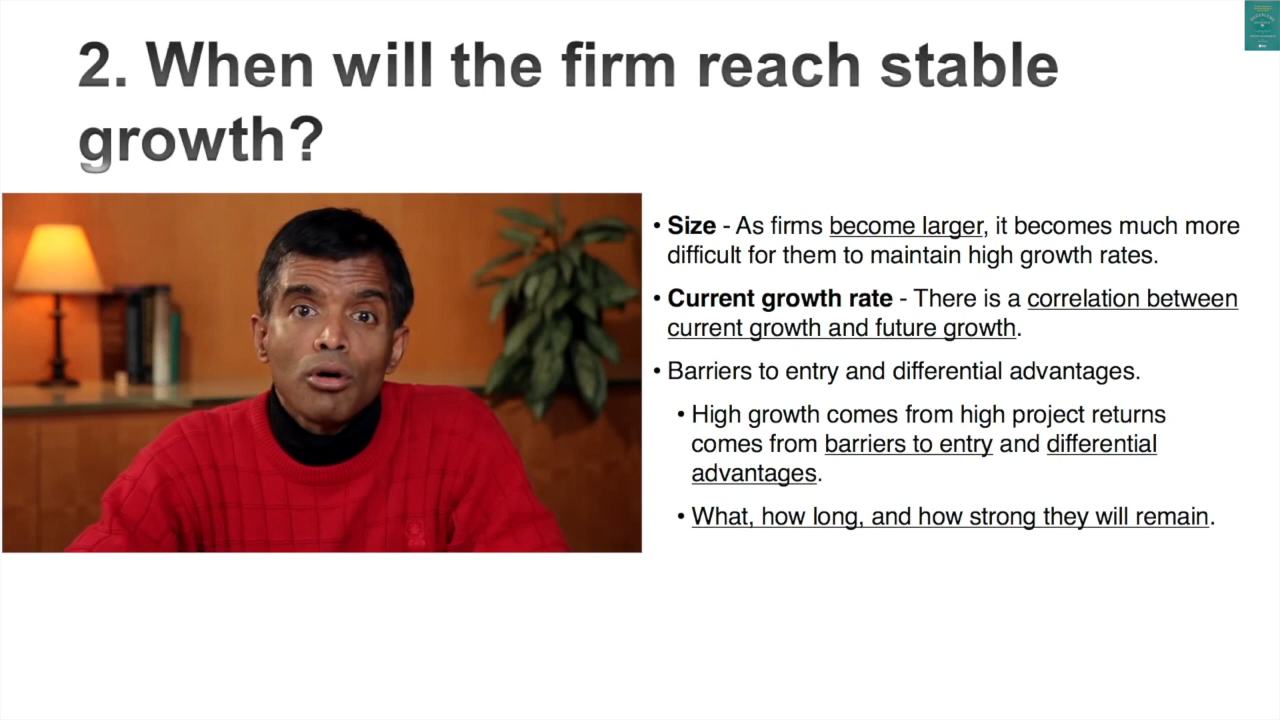 2. When will the firm reach stable
growth?
• Size - As firms become larger, it becomes much more
difficult for them to maintain high growth rates.
• Current growth rate - There is a correlation between
current growth and future growth.
• Barriers to entry and differential advantages.
• High growth comes from high project returns
comes from barriers to entry and differential
advantages.
• What, how long, and how strong they will remain.